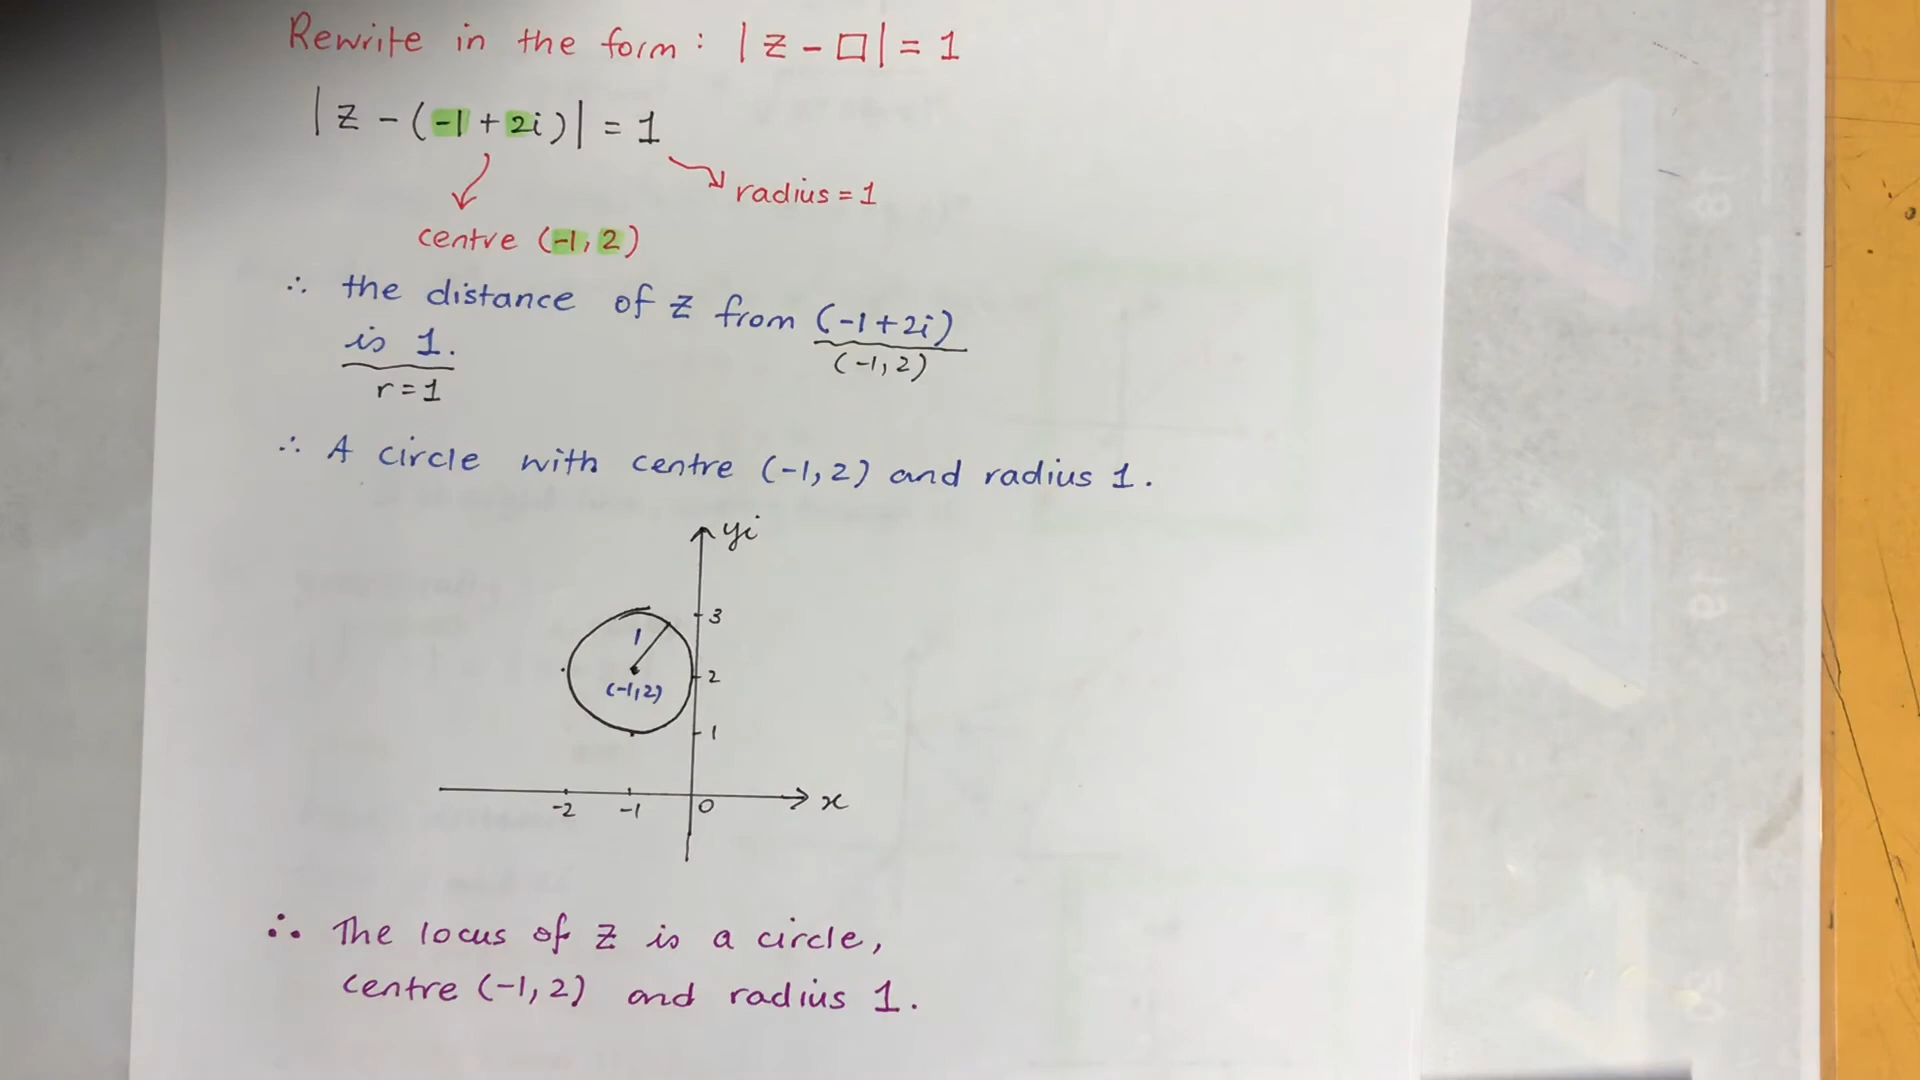 Rewrite in the form: |z - □| = 1
|z - (-1 + 2i)| = 1
radius = 1
centre (-1, 2)
∴ the distance of z from (-1 + 2i)
is 1.
(-1, 2)
r = 1
∴ A circle with centre (-1, 2) and radius 1.
yi
3
1
2
(-1,2)
1
-2 -1 0 x
∴ The locus of z is a circle,
centre (-1, 2) and radius 1.